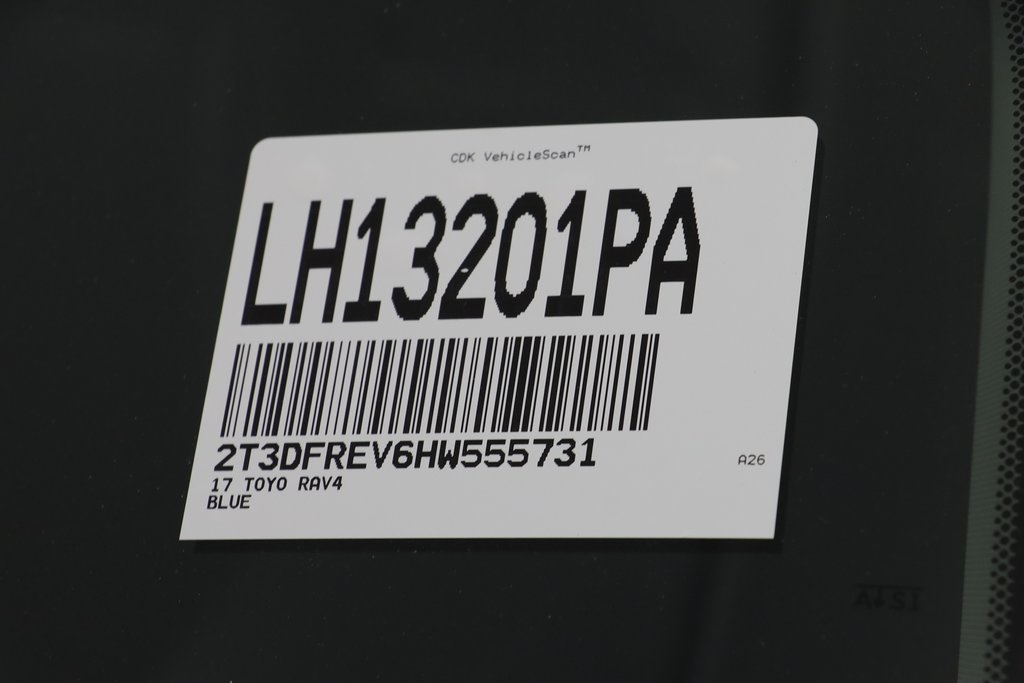 CDK VehicleScan™
LH13201PA
2T3DFREV6HW555731
17 TOYO RAV4
BLUE
A26